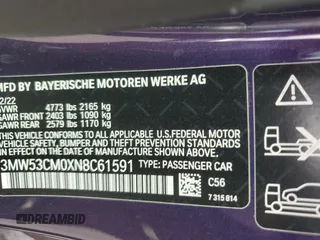 MFD BY BAYERISCHE MOTOREN WERKE AG
2/22
GVWR 4773 lbs 2165 kg
GAWR FRONT 2403 lbs 1090 kg
GAWR REAR 2579 lbs 1170 kg
THIS VEHICLE CONFORMS TO ALL APPLICABLE
U.S. FEDERAL MOTOR VEHICLE SAFETY, BUMPER
AND THEFT PREVENTION STANDARDS IN EFFECT
ON THE DATE OF MANUFACTURE SHOWN ABOVE.
3MW53CM0XN8C61591 TYPE: PASSENGER CAR
C56
7 315 814
DREAMBID